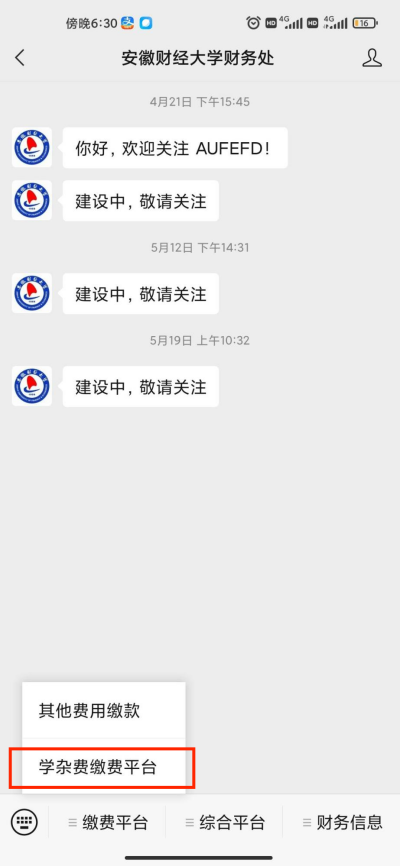 傍晚6:30
HD 4G HD 4G 16
安徽财经大学财务处
4月21日 下午15:45
你好，欢迎关注 AUFEFD！
建设中，敬请关注
5月12日 下午14:31
建设中，敬请关注
5月19日 上午10:32
建设中，敬请关注
其他费用缴款
学杂费缴费平台
缴费平台 综合平台 财务信息